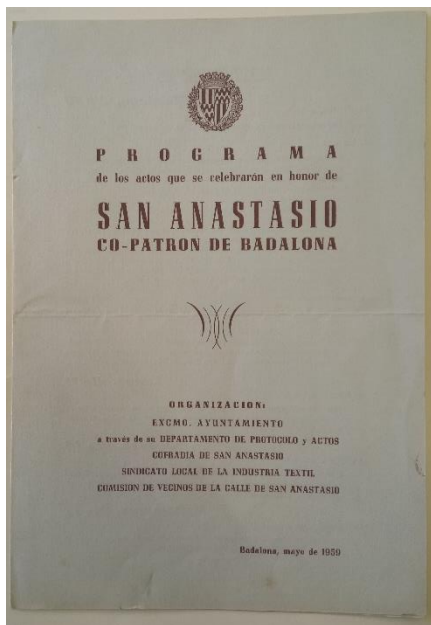 PROGRAMA
de los actos que se celebrarán en honor de
SAN ANASTASIO
CO-PATRON DE BADALONA
ORGANIZACION:
EXCMO. AYUNTAMIENTO
a través de su DEPARTAMENTO DE PROTOCOLO y ACTOS
COFRADIA DE SAN ANASTASIO
SINDICATO LOCAL DE LA INDUSTRIA TEXTIL
COMISION DE VECINOS DE LA CALLE DE SAN ANASTASIO
Badalona, mayo de 1959